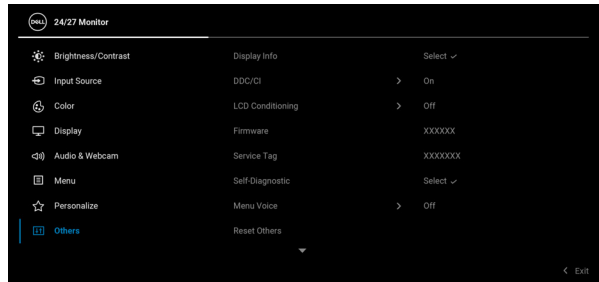 DELL 24/27 Monitor
Brightness/Contrast Display Info Select
Input Source DDC/CI On
Color LCD Conditioning Off
Display Firmware XXXXXX
Audio & Webcam Service Tag XXXXXXX
Menu Self-Diagnostic Select
Personalize Menu Voice Off
Others Reset Others
Exit